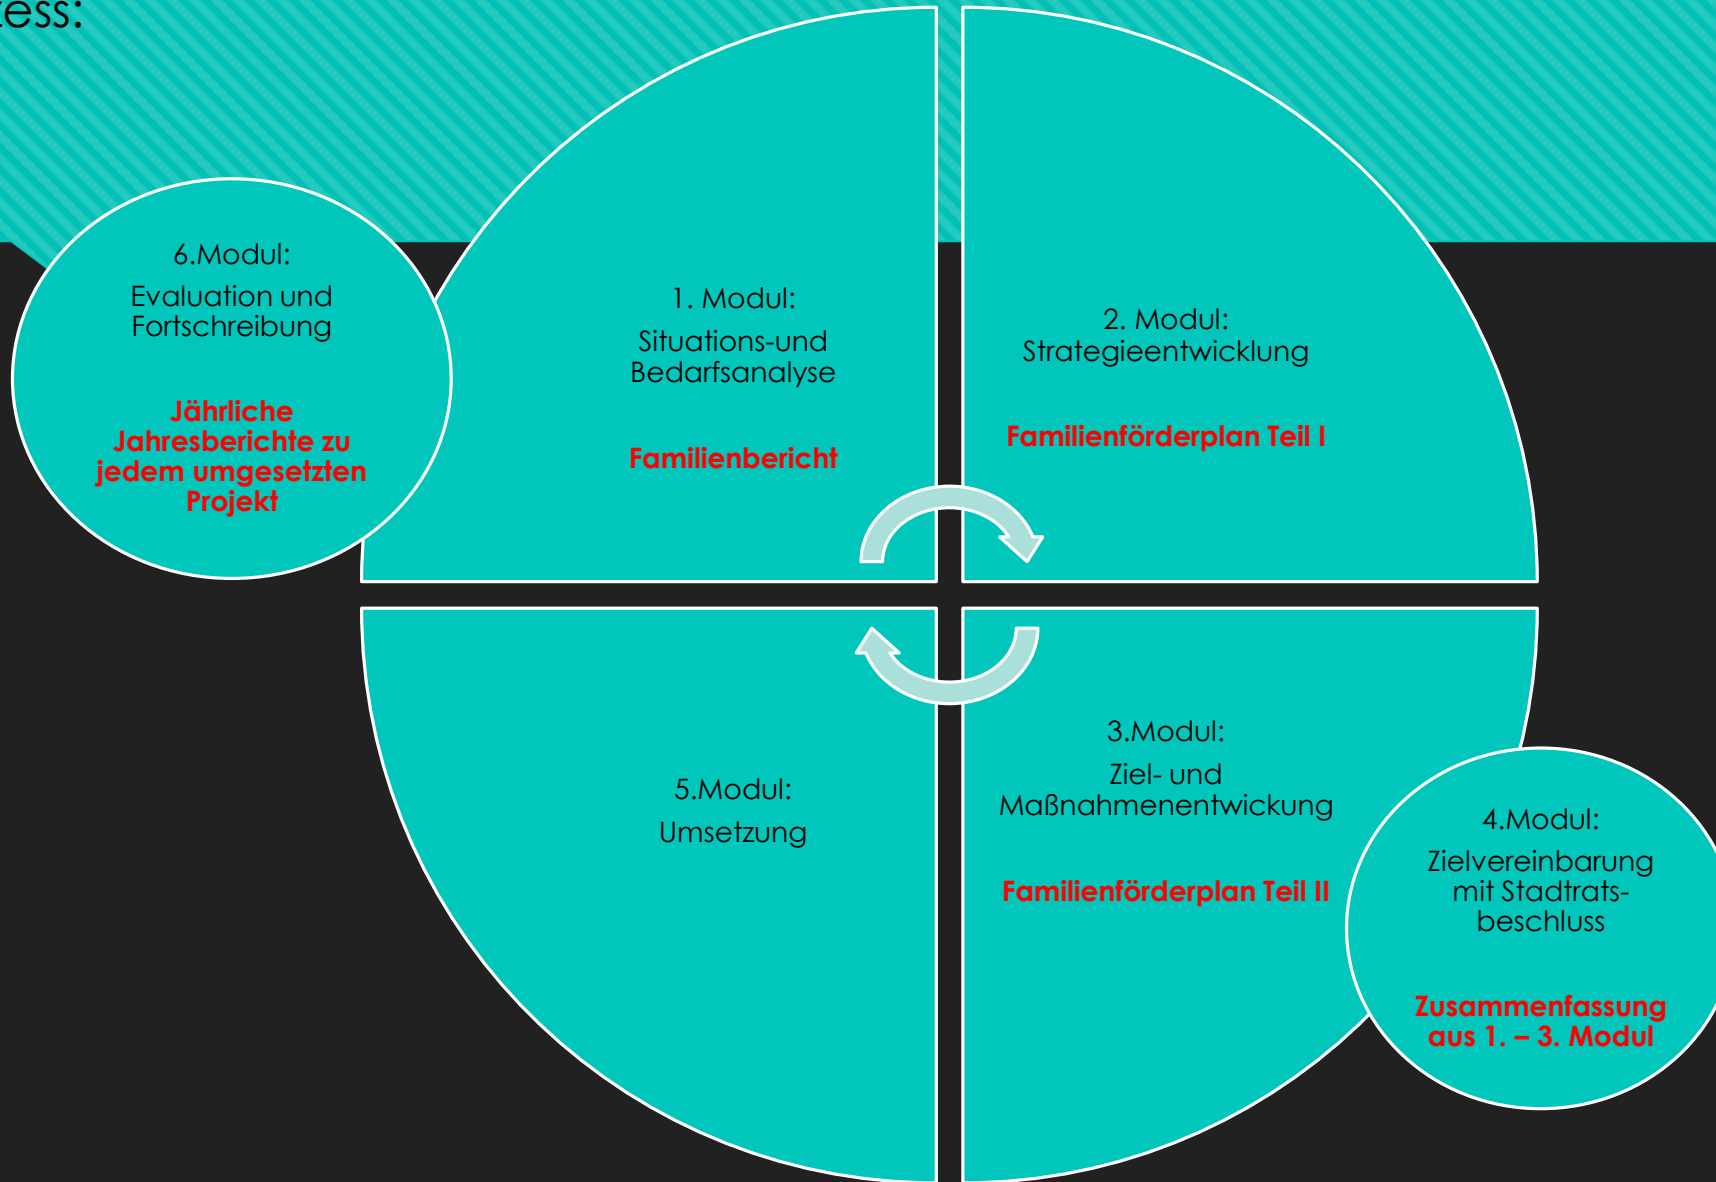 zess:
1. Modul:
Situations-und
Bedarfsanalyse
Familienbericht
2. Modul:
Strategieentwicklung
Familienförderplan Teil I
3.Modul:
Ziel- und
Maßnahmenentwickung
Familienförderplan Teil II
4.Modul:
Zielvereinbarung
mit Stadtrats-
beschluss
Zusammenfassung
aus 1. – 3. Modul
5.Modul:
Umsetzung
6.Modul:
Evaluation und
Fortschreibung
Jährliche
Jahresberichte zu
jedem umgesetzten
Projekt